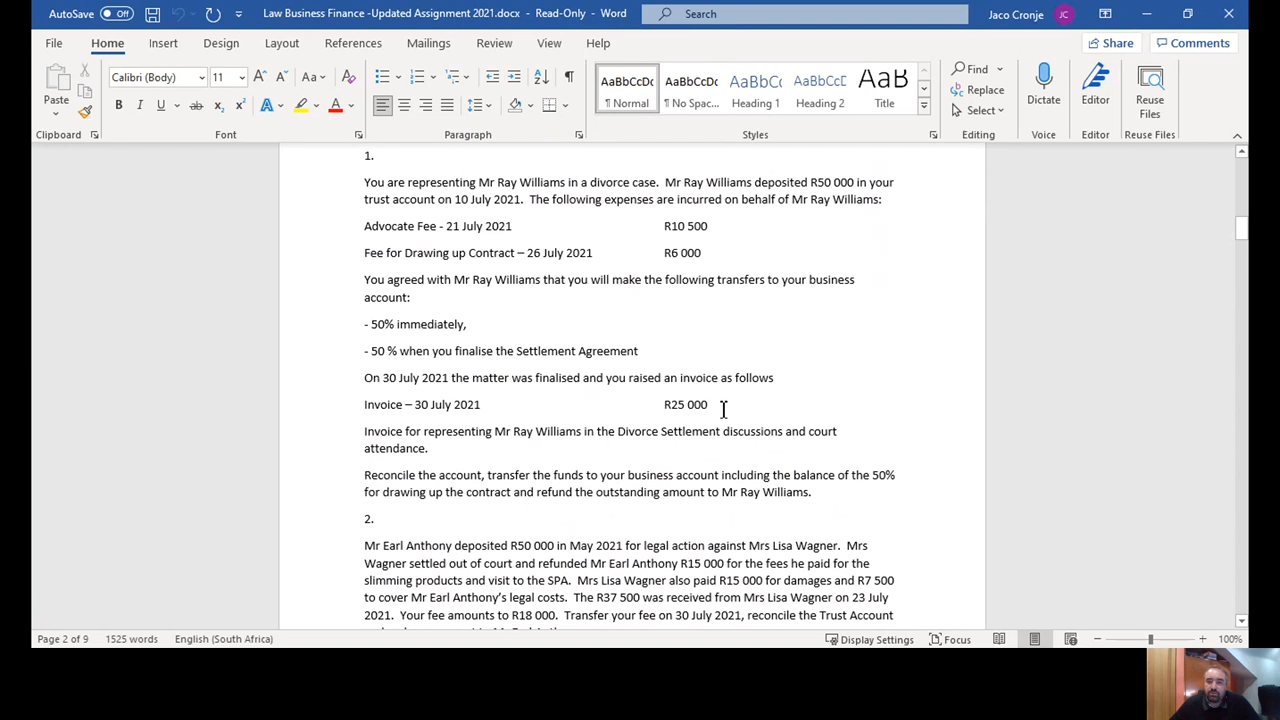 AutoSave Off Law Business Finance -Updated Assignment 2021.docx - Read-Only - Word Search Jaco Cronje JC
File Home Insert Design Layout References Mailings Review View Help Share Comments
Paste Calibri (Body) 11 Aa AaBbCcDc AaBbCcDc AaBbCcDc AaBbCcDc AaB Find Replace Select Dictate Editor Reuse Files
¶ Normal ¶ No Spac... Heading 1 Heading 2 Title
Clipboard Font Paragraph Styles Editing Voice Editor Reuse Files
1.
You are representing Mr Ray Williams in a divorce case. Mr Ray Williams deposited R50 000 in your
trust account on 10 July 2021. The following expenses are incurred on behalf of Mr Ray Williams:
Advocate Fee - 21 July 2021 R10 500
Fee for Drawing up Contract – 26 July 2021 R6 000
You agreed with Mr Ray Williams that you will make the following transfers to your business
account:
- 50% immediately,
- 50 % when you finalise the Settlement Agreement
On 30 July 2021 the matter was finalised and you raised an invoice as follows
Invoice – 30 July 2021 R25 000
Invoice for representing Mr Ray Williams in the Divorce Settlement discussions and court
attendance.
Reconcile the account, transfer the funds to your business account including the balance of the 50%
for drawing up the contract and refund the outstanding amount to Mr Ray Williams.
2.
Mr Earl Anthony deposited R50 000 in May 2021 for legal action against Mrs Lisa Wagner. Mrs
Wagner settled out of court and refunded Mr Earl Anthony R15 000 for the fees he paid for the
slimming products and visit to the SPA. Mrs Lisa Wagner also paid R15 000 for damages and R7 500
to cover Mr Earl Anthony's legal costs. The R37 500 was received from Mrs Lisa Wagner on 23 July
2021. Your fee amounts to R18 000. Transfer your fee on 30 July 2021, reconcile the Trust Account
Page 2 of 9 1525 words English (South Africa) Display Settings Focus 100%